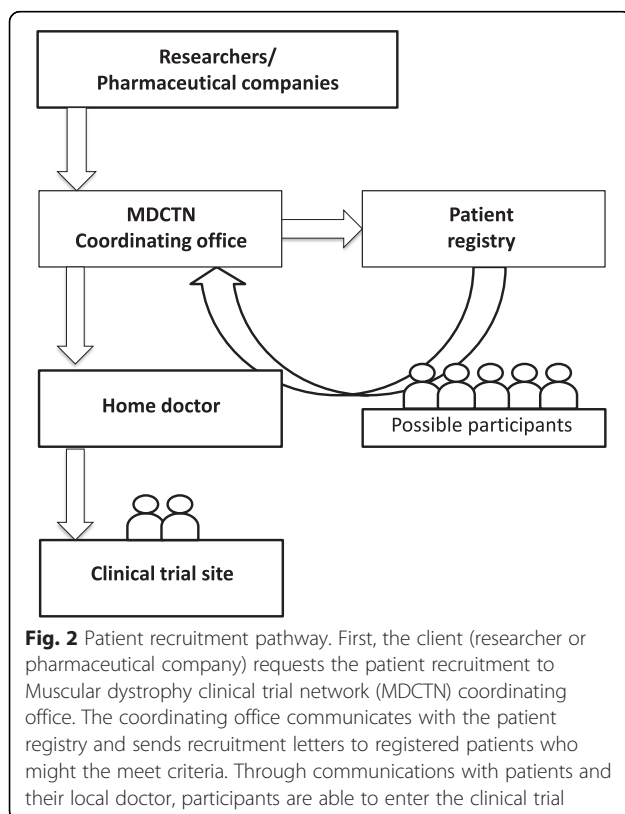 Researchers/
Pharmaceutical companies
MDCTN
Coordinating office
Patient
registry
Home doctor
Possible participants
Clinical trial site
Fig. 2 Patient recruitment pathway. First, the client (researcher or
pharmaceutical company) requests the patient recruitment to
Muscular dystrophy clinical trial network (MDCTN) coordinating
office. The coordinating office communicates with the patient
registry and sends recruitment letters to registered patients who
might the meet criteria. Through communications with patients and
their local doctor, participants are able to enter the clinical trial